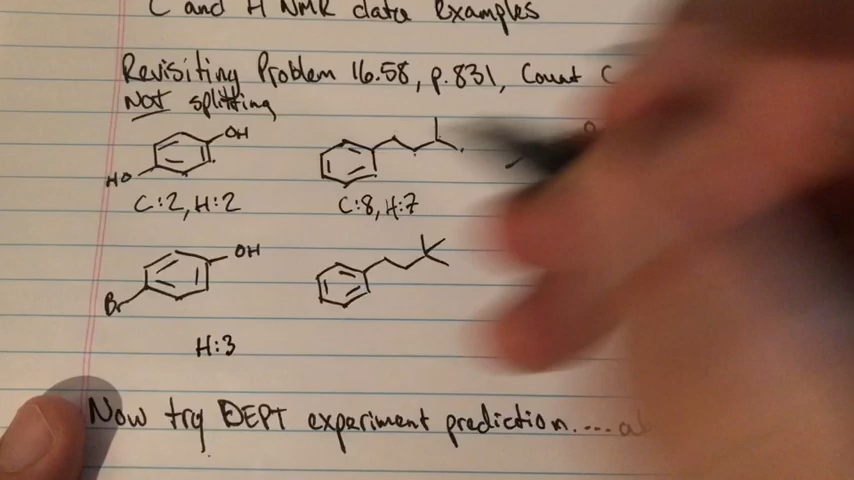 C and H NMR data examples
Revisiting Problem 16.58, p.831, Count C
NOT splitting
OH
HO
C:2, H:2
C:8, H:7
OH
Br
H:3
Now try DEPT experiment prediction....